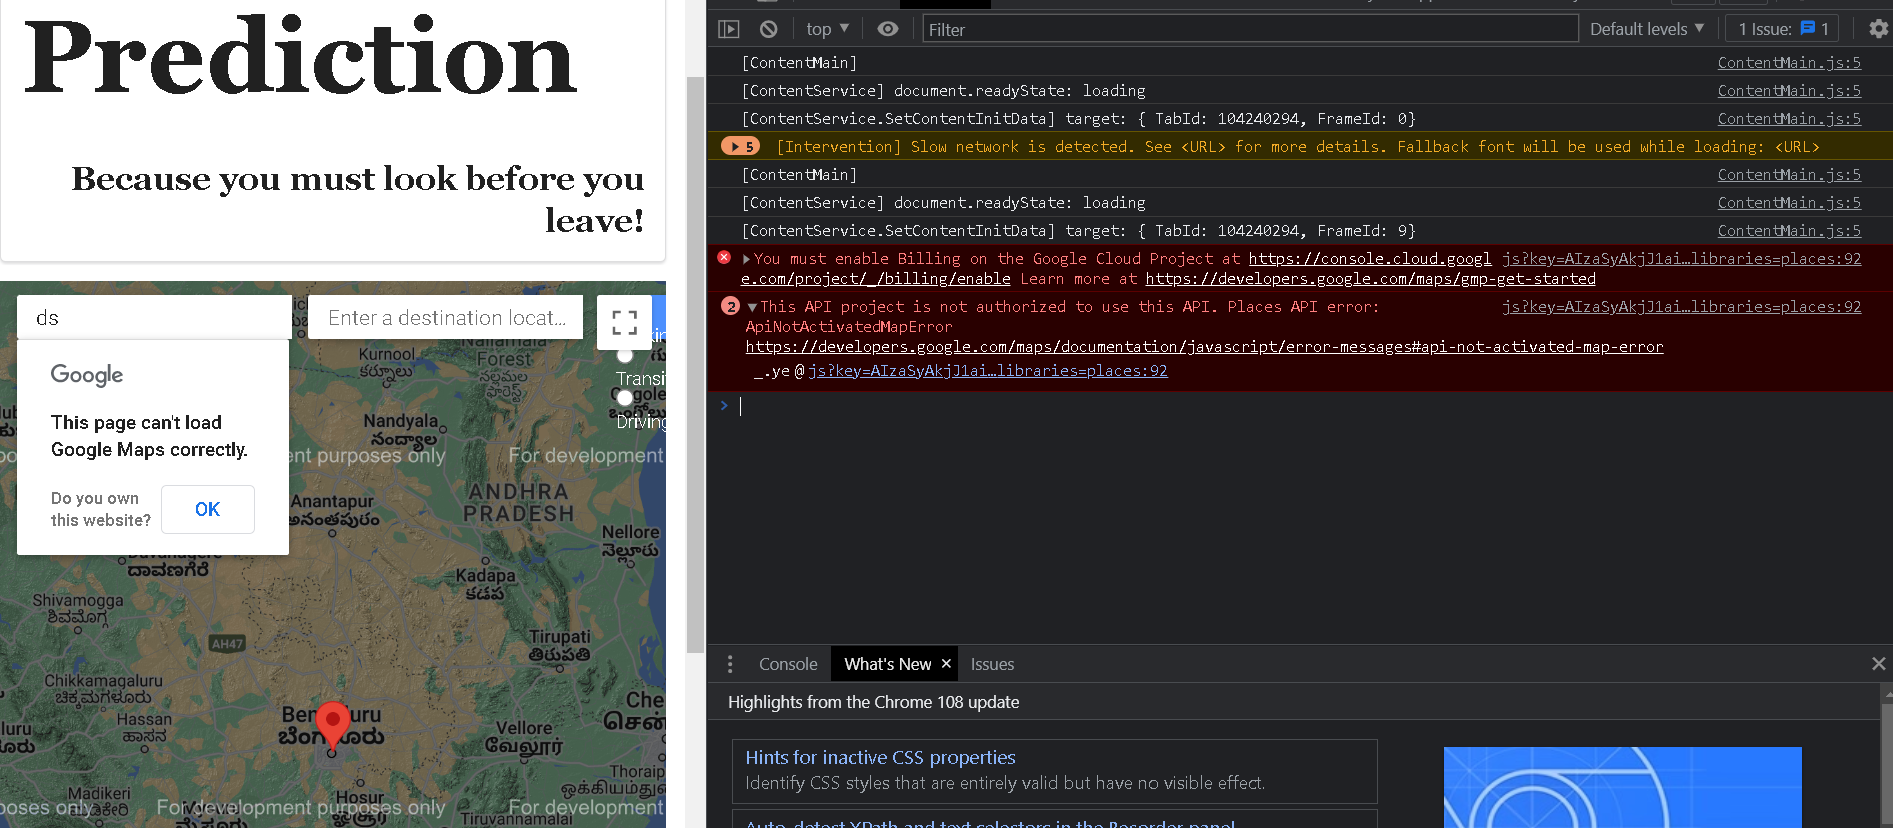 Prediction
Because you must look before you
leave!
ds
Enter a destination locat...
Google
This page can't load
Google Maps correctly.
Do you own
this website?
OK
Kurnool
ಕರ್ನೂಲು
Forest
Transi
Driving
Nandyala
నంద్యాల
nt purposes only
For development
Anantapur
అనంతపురం
ANDHRA
PRADESH
Nellore
నెల్లూరు
ದಾವಣಗೆರೆ
Kadapa
కడప
Shivamogga
ಶಿವಮೊಗ್ಗ
AH47
Tirupati
తిరుపతి
Chikkamagaluru
ಚಿಕ್ಕಮಗಳೂರು
Hassan
ಹಾಸನ
Vellore
வேலூர்
Madikeri
ಮಡಿಕೇರಿ
Hosur
Tiruvannamalai
poses only
For development purposes only
For development
top
Filter
Default levels
1 Issue:
1
[ContentMain]
ContentMain.js:5
[ContentService] document.readyState: loading
ContentMain.js:5
[ContentService.SetContentInitData] target: { TabId: 104240294, FrameId: 0}
ContentMain.js:5
5
[Intervention] Slow network is detected. See <URL> for more details. Fallback font will be used while loading: <URL>
[ContentMain]
ContentMain.js:5
[ContentService] document.readyState: loading
ContentMain.js:5
[ContentService.SetContentInitData] target: { TabId: 104240294, FrameId: 9}
ContentMain.js:5
You must enable Billing on the Google Cloud Project at https://console.cloud.googl
js?key=AIzaSyAkjJ1ai…libraries=places:92
e.com/project/_/billing/enable Learn more at https://developers.google.com/maps/gmp-get-started
2
This API project is not authorized to use this API. Places API error:
js?key=AIzaSyAkjJ1ai…libraries=places:92
ApiNotActivatedMapError
https://developers.google.com/maps/documentation/javascript/error-messages#api-not-activated-map-error
_.ye @ js?key=AIzaSyAkjJ1ai…libraries=places:92
Console
What's New
Issues
Highlights from the Chrome 108 update
Hints for inactive CSS properties
Identify CSS styles that are entirely valid but have no visible effect.
Auto-detect XPath and text selectors in the Recorder panel